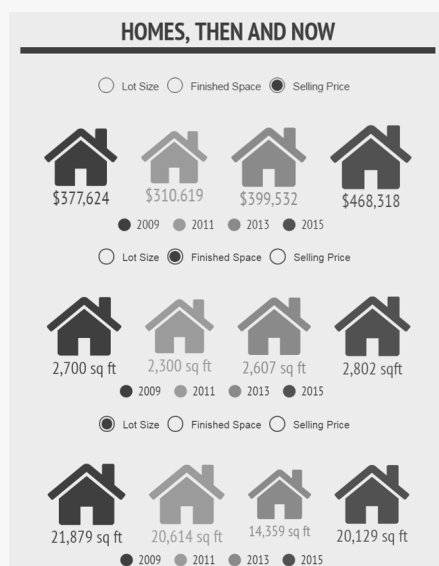 HOMES, THEN AND NOW
Lot Size Finished Space Selling Price
$377,624 $310.619 $399,532 $468,318
2009 2011 2013 2015
Lot Size Finished Space Selling Price
2,700 sq ft 2,300 sq ft 2,607 sq ft 2,802 sqft
2009 2011 2013 2015
Lot Size Finished Space Selling Price
21,879 sq ft 20,614 sq ft 14,359 sq ft 20,129 sq ft
2009 2011 2013 2015